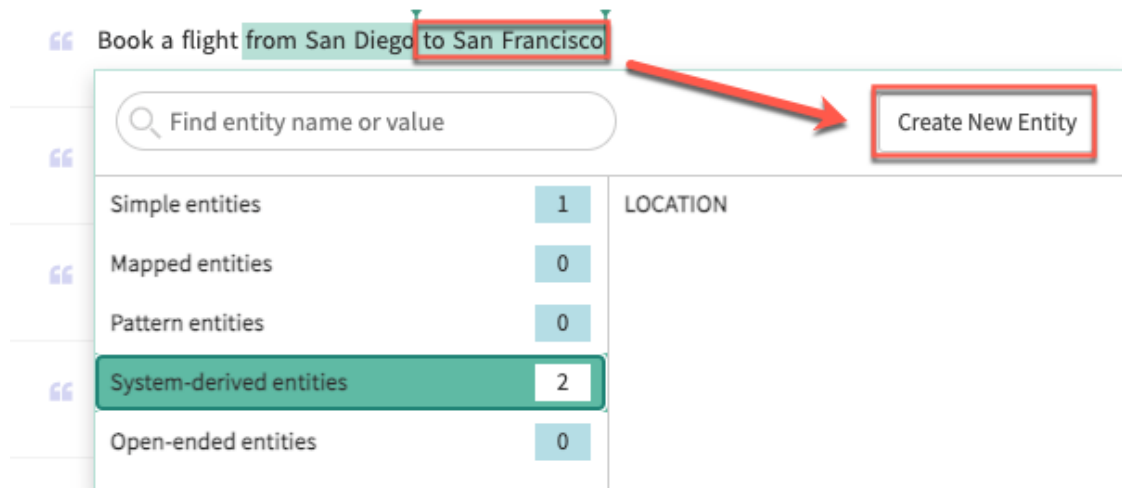 Book a flight from San Diego to San Francisco
Find entity name or value
Create New Entity
Simple entities 1
LOCATION
Mapped entities 0
Pattern entities 0
System-derived entities 2
Open-ended entities 0